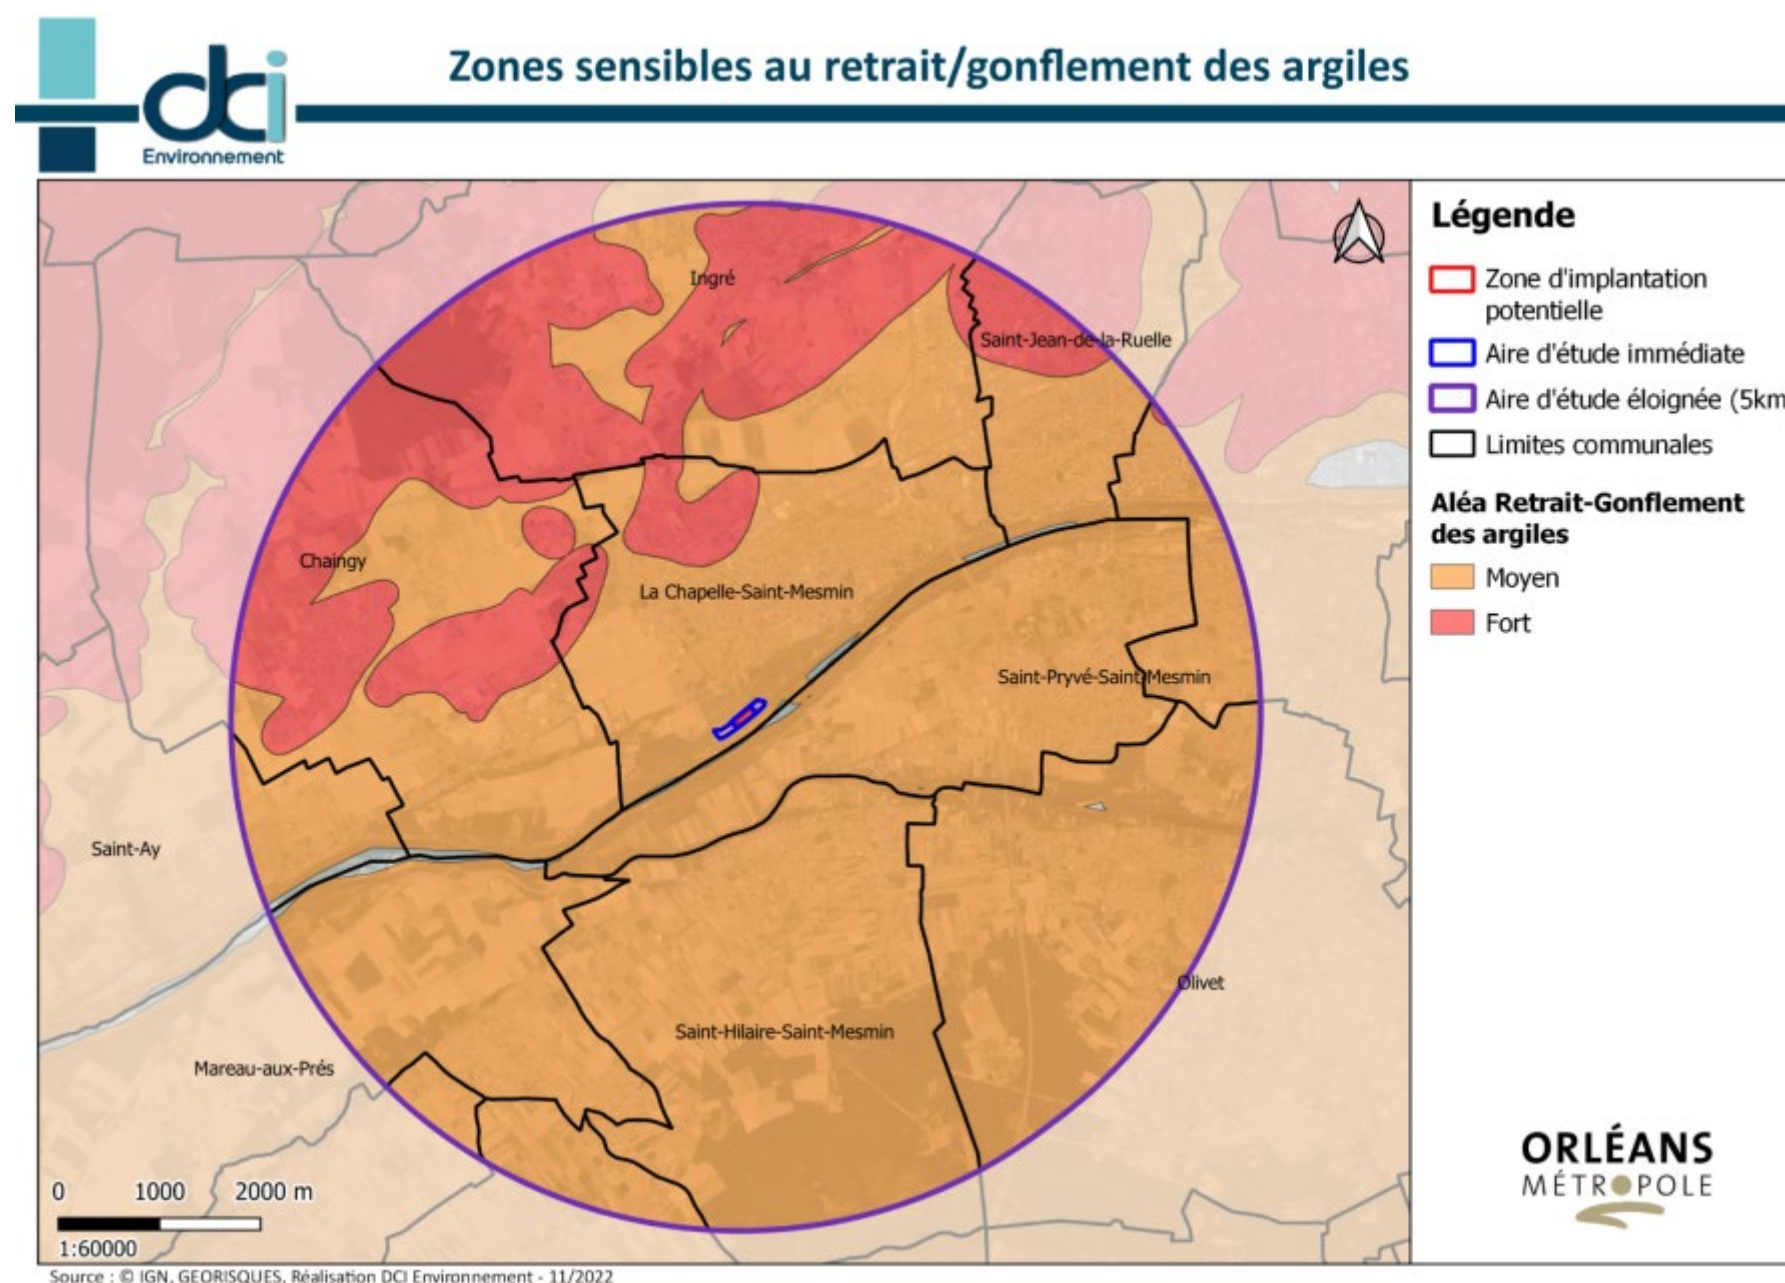 Zones sensibles au retrait/gonflement des argiles
dci
Environnement
Ingré
Saint-Jean-de-la-Ruelle
Chaingy
La Chapelle-Saint-Mesmin
Saint-Pryvé-Saint-Mesmin
Saint-Ay
Olivet
Saint-Hilaire-Saint-Mesmin
Mareau-aux-Prés
0 1000 2000 m
1:60000
Légende
Zone d'implantation
potentielle
Aire d'étude immédiate
Aire d'étude éloignée (5km
Limites communales
Aléa Retrait-Gonflement
des argiles
Moyen
Fort
ORLÉANS
MÉTROPOLE
Source : © IGN, GEORISQUES, Réalisation DCI Environnement - 11/2022